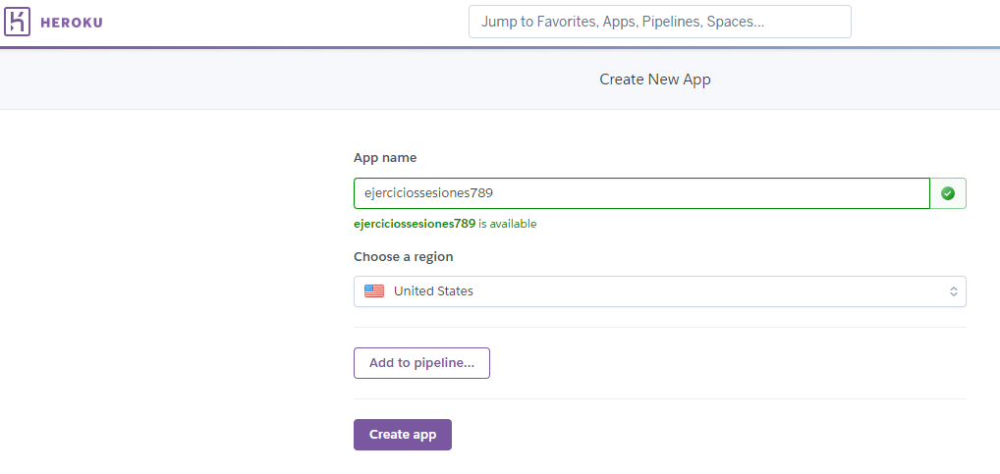 HEROKU
Jump to Favorites, Apps, Pipelines, Spaces...
Create New App
App name
ejerciciossesiones789
ejerciciossesiones789 is available
Choose a region
United States
Add to pipeline...
Create app